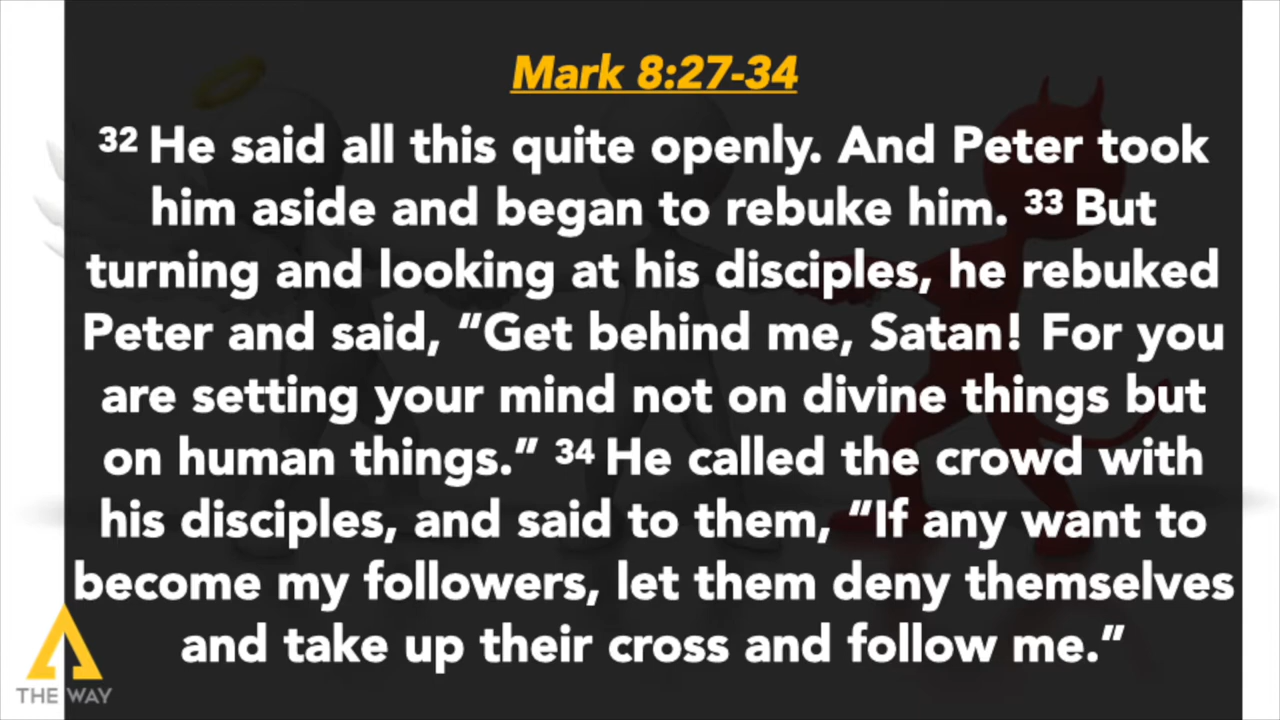 Mark 8:27-34
³² He said all this quite openly. And Peter took
him aside and began to rebuke him. ³³ But
turning and looking at his disciples, he rebuked
Peter and said, “Get behind me, Satan! For you
are setting your mind not on divine things but
on human things.” ³⁴ He called the crowd with
his disciples, and said to them, “If any want to
become my followers, let them deny themselves
and take up their cross and follow me.”
THE WAY